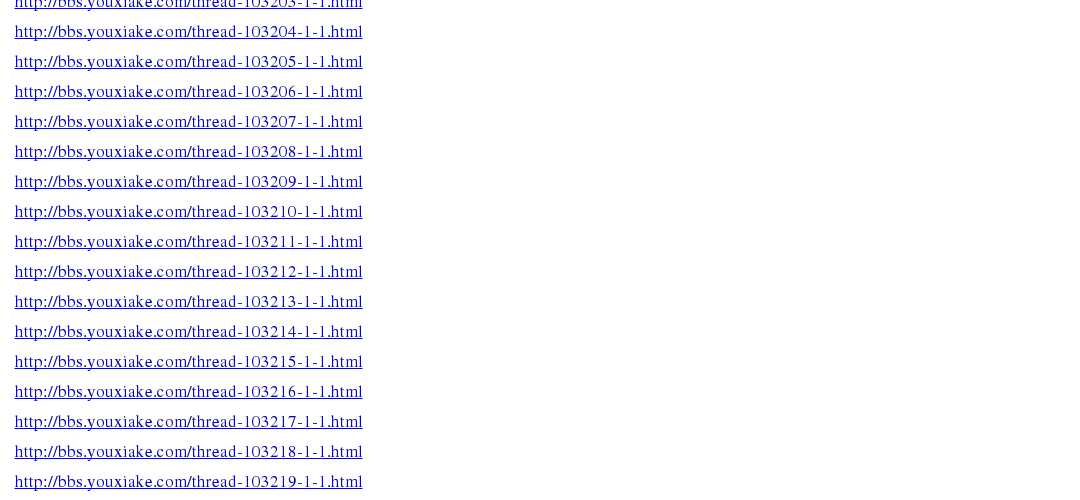 http://bbs.youxiake.com/thread-103203-1-1.html
http://bbs.youxiake.com/thread-103204-1-1.html
http://bbs.youxiake.com/thread-103205-1-1.html
http://bbs.youxiake.com/thread-103206-1-1.html
http://bbs.youxiake.com/thread-103207-1-1.html
http://bbs.youxiake.com/thread-103208-1-1.html
http://bbs.youxiake.com/thread-103209-1-1.html
http://bbs.youxiake.com/thread-103210-1-1.html
http://bbs.youxiake.com/thread-103211-1-1.html
http://bbs.youxiake.com/thread-103212-1-1.html
http://bbs.youxiake.com/thread-103213-1-1.html
http://bbs.youxiake.com/thread-103214-1-1.html
http://bbs.youxiake.com/thread-103215-1-1.html
http://bbs.youxiake.com/thread-103216-1-1.html
http://bbs.youxiake.com/thread-103217-1-1.html
http://bbs.youxiake.com/thread-103218-1-1.html
http://bbs.youxiake.com/thread-103219-1-1.html